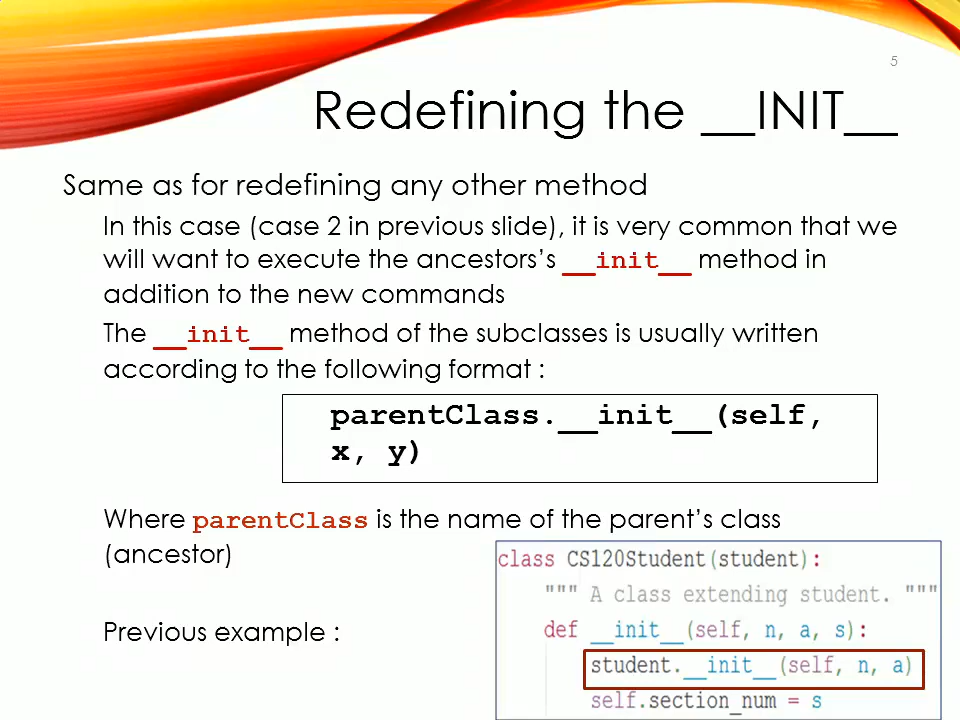 5
Redefining the __INIT__
Same as for redefining any other method
In this case (case 2 in previous slide), it is very common that we
will want to execute the ancestors's __init__ method in
addition to the new commands
The __init__ method of the subclasses is usually written
according to the following format :
parentClass.__init__(self,
x, y)
Where parentClass is the name of the parent's class
(ancestor)
Previous example :
class CS120Student(student):
""" A class extending student. """
def __init__(self, n, a, s):
student.__init__(self, n, a)
self.section_num = s